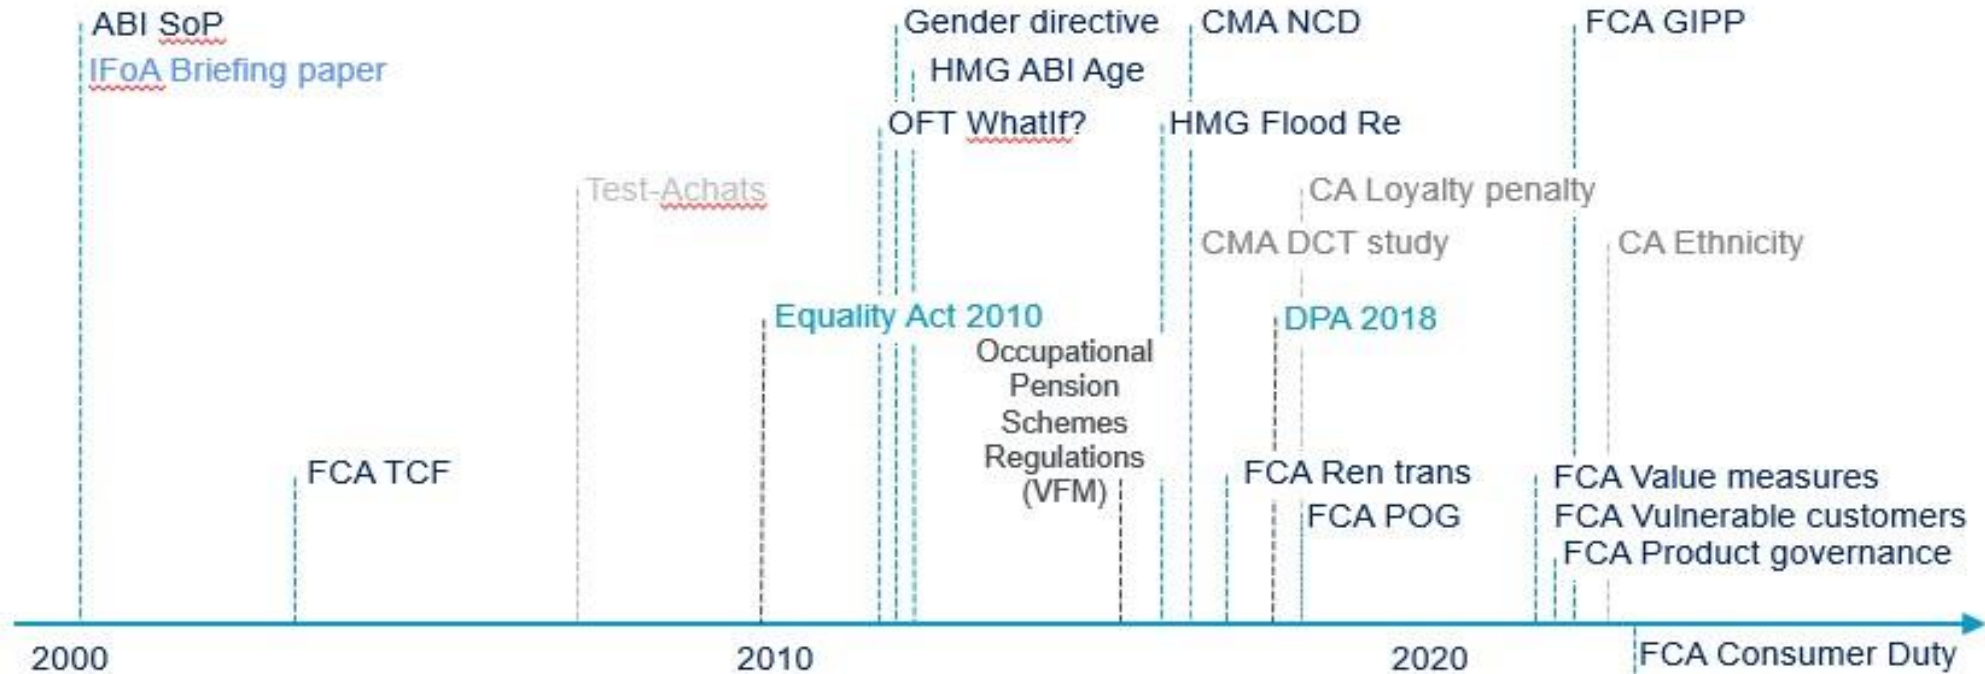 ABI SoP
IFoA Briefing paper
Gender directive
CMA NCD
FCA GIPP
HMG ABI Age
OFT WhatIf?
HMG Flood Re
Test-Achats
CA Loyalty penalty
CMA DCT study
CA Ethnicity
Equality Act 2010
DPA 2018
Occupational
Pension
Schemes
Regulations
(VFM)
FCA TCF
FCA Ren trans
FCA POG
FCA Value measures
FCA Vulnerable customers
FCA Product governance
2000
2010
2020
FCA Consumer Duty